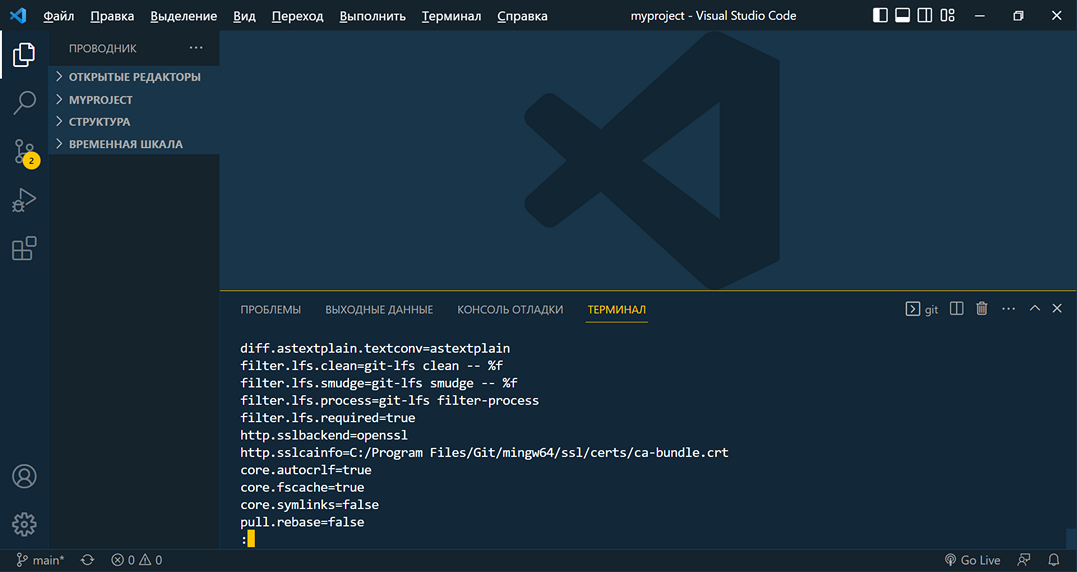 Файл Правка Выделение Вид Переход Выполнить Терминал Справка myproject - Visual Studio Code
ПРОВОДНИК
ОТКРЫТЫЕ РЕДАКТОРЫ
MYPROJECT
СТРУКТУРА
ВРЕМЕННАЯ ШКАЛА
2
ПРОБЛЕМЫ ВЫХОДНЫЕ ДАННЫЕ КОНСОЛЬ ОТЛАДКИ ТЕРМИНАЛ git
diff.astextplain.textconv=astextplain
filter.lfs.clean=git-lfs clean -- %f
filter.lfs.smudge=git-lfs smudge -- %f
filter.lfs.process=git-lfs filter-process
filter.lfs.required=true
http.sslbackend=openssl
http.sslcainfo=C:/Program Files/Git/mingw64/ssl/certs/ca-bundle.crt
core.autocrlf=true
core.fscache=true
core.symlinks=false
pull.rebase=false
:
main* 0 0 Go Live